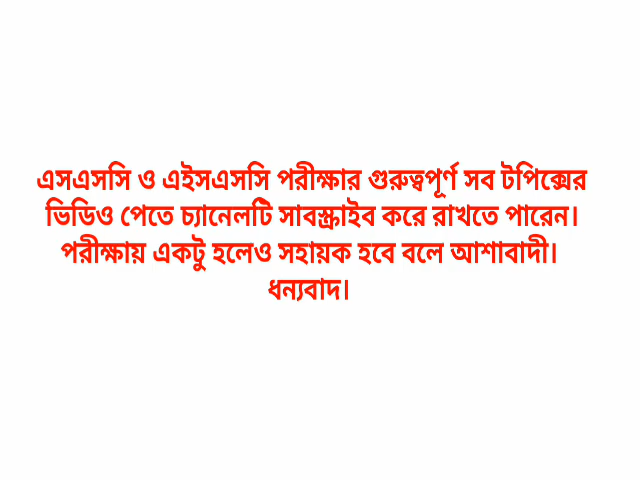 এসএসসি ও এইসএসসি পরীক্ষার গুরুত্বপূর্ণ সব টপিক্সের
ভিডিও পেতে চ্যানেলটি সাবস্ক্রাইব করে রাখতে পারেন।
পরীক্ষায় একটু হলেও সহায়ক হবে বলে আশাবাদী।
ধন্যবাদ।